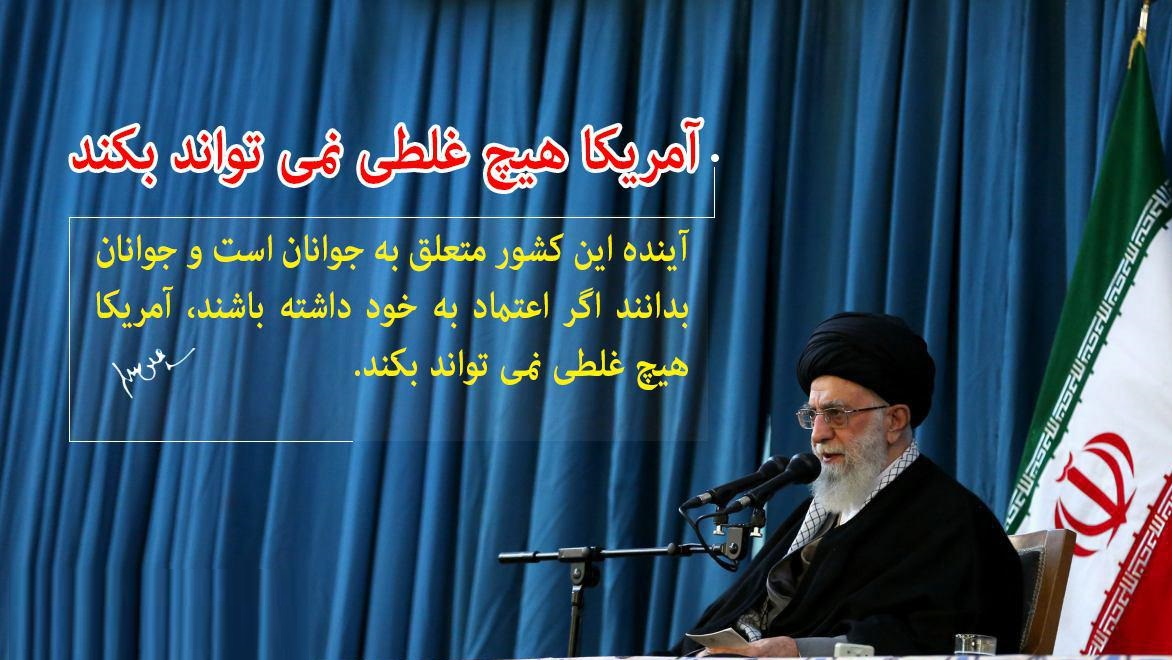 آمریکا هیچ غلطی نمی تواند بکند
آینده این کشور متعلق به جوانان است و جوانان
بدانند اگر اعتماد به خود داشته باشند، آمریکا
هیچ غلطی نمی تواند بکند.